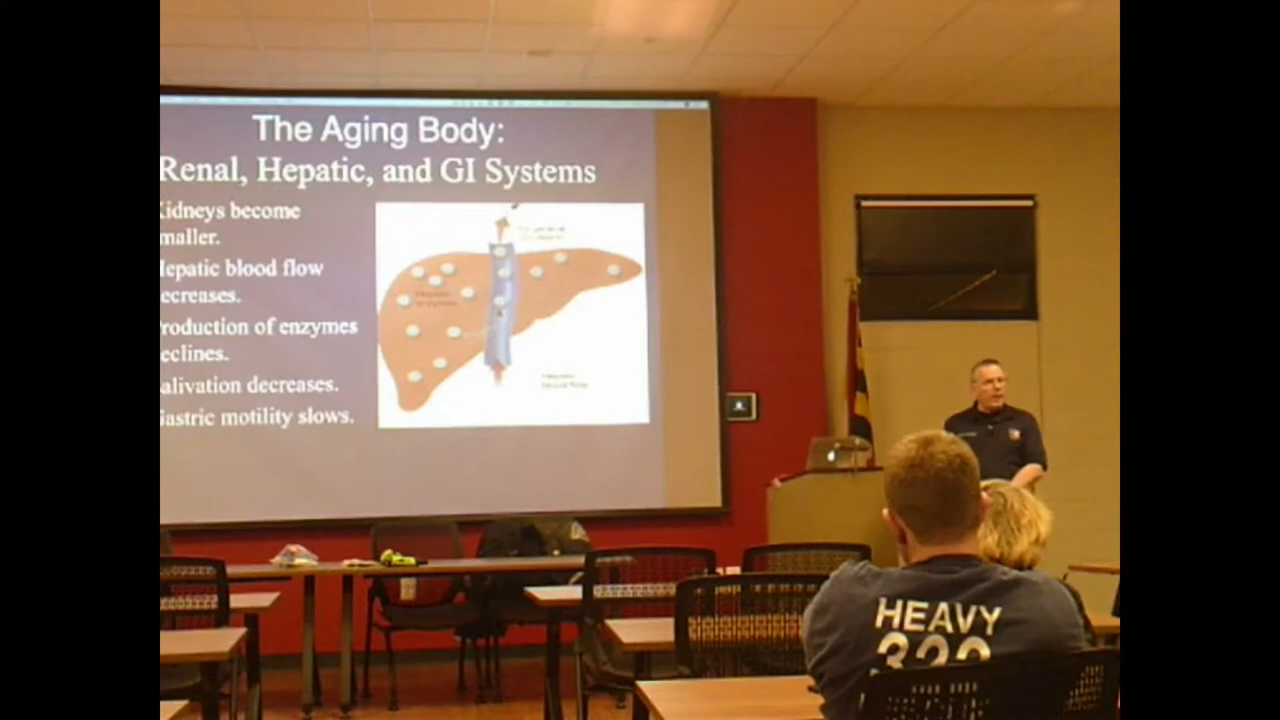 The Aging Body:
Renal, Hepatic, and GI Systems
idneys become
maller.
epatic blood flow
ecreases.
roduction of enzymes
eclines.
alivation decreases.
astric motility slows.
HEAVY